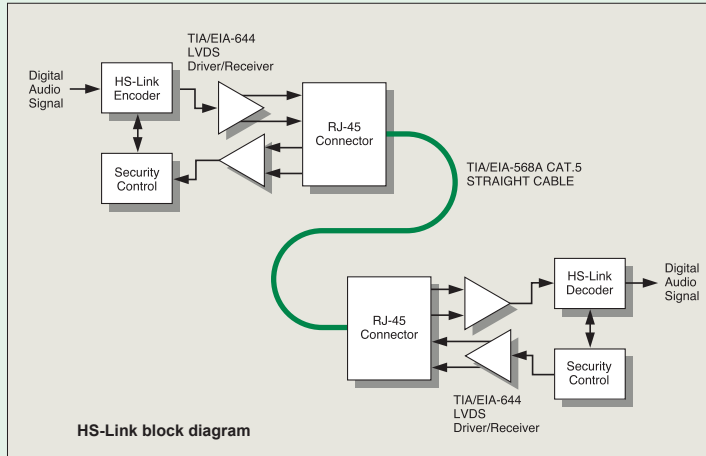 TIA/EIA-644
LVDS
Driver/Receiver
Digital
Audio
Signal
HS-Link
Encoder
RJ-45
Connector
Security
Control
TIA/EIA-568A CAT.5
STRAIGHT CABLE
HS-Link
Decoder
Digital
Audio
Signal
RJ-45
Connector
Security
Control
TIA/EIA-644
LVDS
Driver/Receiver
HS-Link block diagram